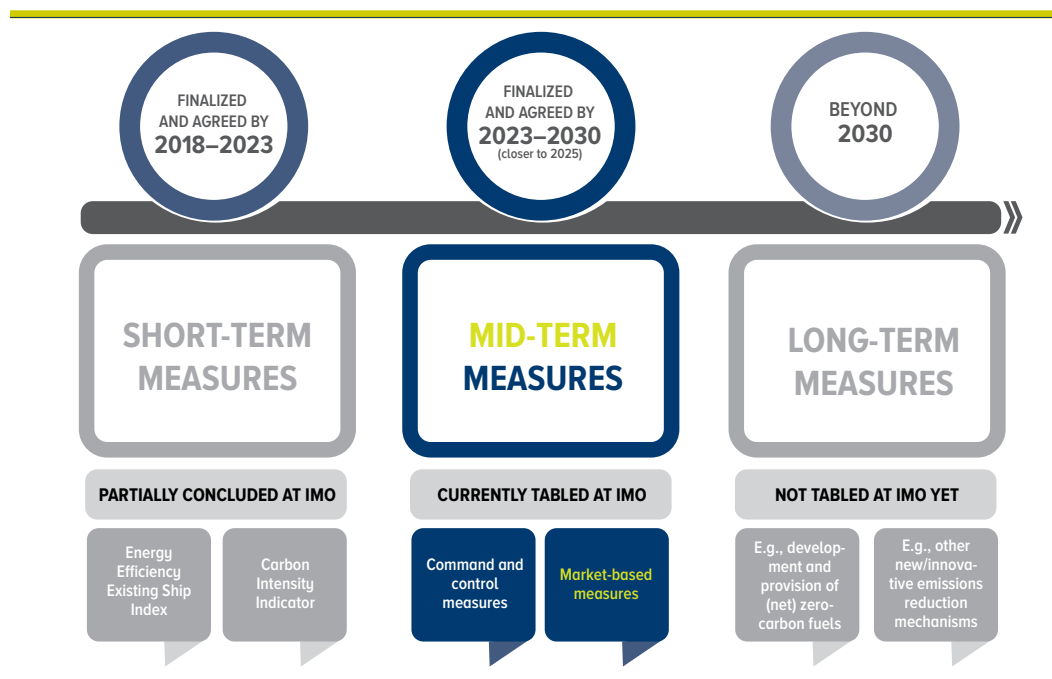 FINALIZED
AND AGREED BY
2018–2023
FINALIZED
AND AGREED BY
2023–2030
(closer to 2025)
BEYOND
2030
SHORT-TERM
MEASURES
MID-TERM
MEASURES
LONG-TERM
MEASURES
PARTIALLY CONCLUDED AT IMO
CURRENTLY TABLED AT IMO
NOT TABLED AT IMO YET
Energy
Efficiency
Existing Ship
Index
Carbon
Intensity
Indicator
Command and
control
measures
Market-based
measures
E.g., develop-
ment and
provision of
(net) zero-
carbon fuels
E.g., other
new/innova-
tive emissions
reduction
mechanisms